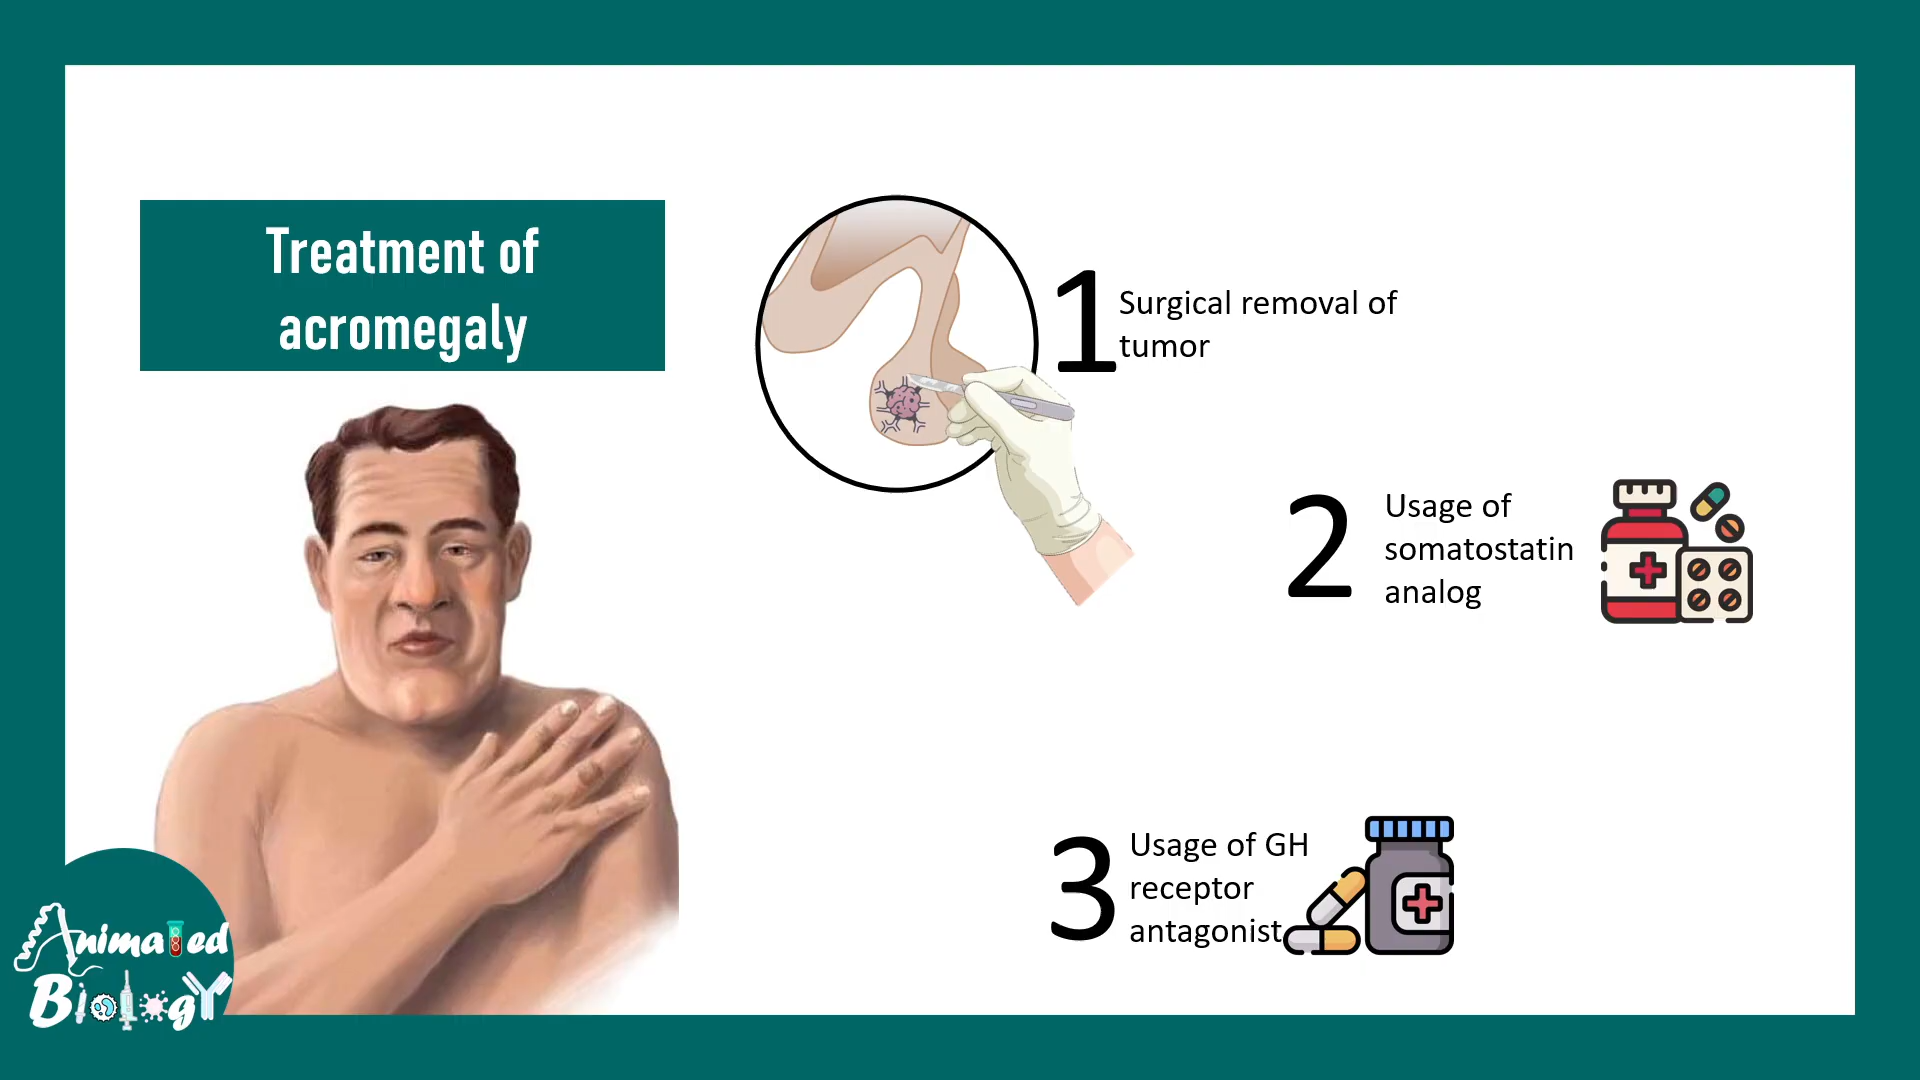 Treatment of
acromegaly
1
Surgical removal of
tumor
2
Usage of
somatostatin
analog
3
Usage of GH
receptor
antagonist
Animated
Biology